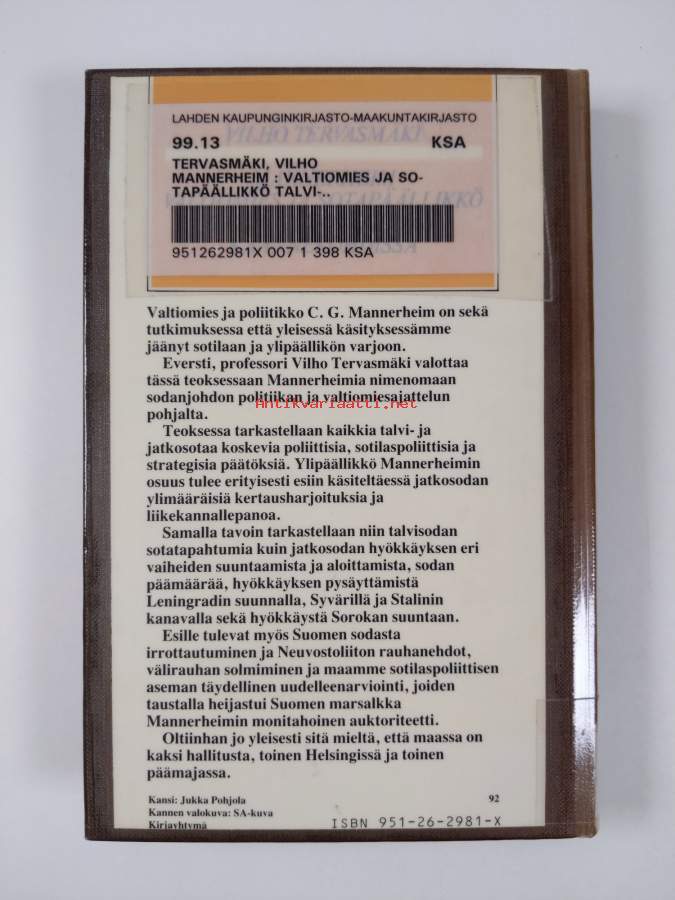 LAHDEN KAUPUNGINKIRJASTO-MAAKUNTAKIRJASTO
VILHO TERVASMÄKI
99.13 KSA
TERVASMÄKI, VILHO
MANNERHEIM : VALTIOMIES JA SO-
TAPÄÄLLIKKÖ TALVI-..
951262981X 007 1 398 KSA
Valtiomies ja poliitikko C. G. Mannerheim on sekä
tutkimuksessa että yleisessä käsityksessämme
jäänyt sotilaan ja ylipäällikön varjoon.
Eversti, professori Vilho Tervasmäki valottaa
tässä teoksessaan Mannerheimia nimenomaan
sodanjohdon politiikan ja valtiomiesajattelun
Antikvariaatti.net
pohjalta.
Teoksessa tarkastellaan kaikkia talvi- ja
jatkosotaa koskevia poliittisia, sotilaspoliittisia ja
strategisia päätöksiä. Ylipäällikkö Mannerheimin
osuus tulee erityisesti esiin käsiteltäessä jatkosodan
ylimääräisiä kertausharjoituksia ja
liikekannallepanoa.
Samalla tavoin tarkastellaan niin talvisodan
sotatapahtumia kuin jatkosodan hyökkäyksen eri
vaiheiden suuntaamista ja aloittamista, sodan
päämäärää, hyökkäyksen pysäyttämistä
Leningradin suunnalla, Syvärillä ja Stalinin
kanavalla sekä hyökkäystä Sorokan suuntaan.
Esille tulevat myös Suomen sodasta
irrottautuminen ja Neuvostoliiton rauhanehdot,
välirauhan solmiminen ja maamme sotilaspoliittisen
aseman täydellinen uudelleenarviointi, joiden
taustalla heijastui Suomen marsalkka
Mannerheimin monitahoinen auktoriteetti.
Oltiinhan jo yleisesti sitä mieltä, että maassa on
kaksi hallitusta, toinen Helsingissä ja toinen
päämajassa.
Kansi: Jukka Pohjola 92
Kannen valokuva: SA-kuva
Kirjayhtymä
ISBN 951-26-2981-X